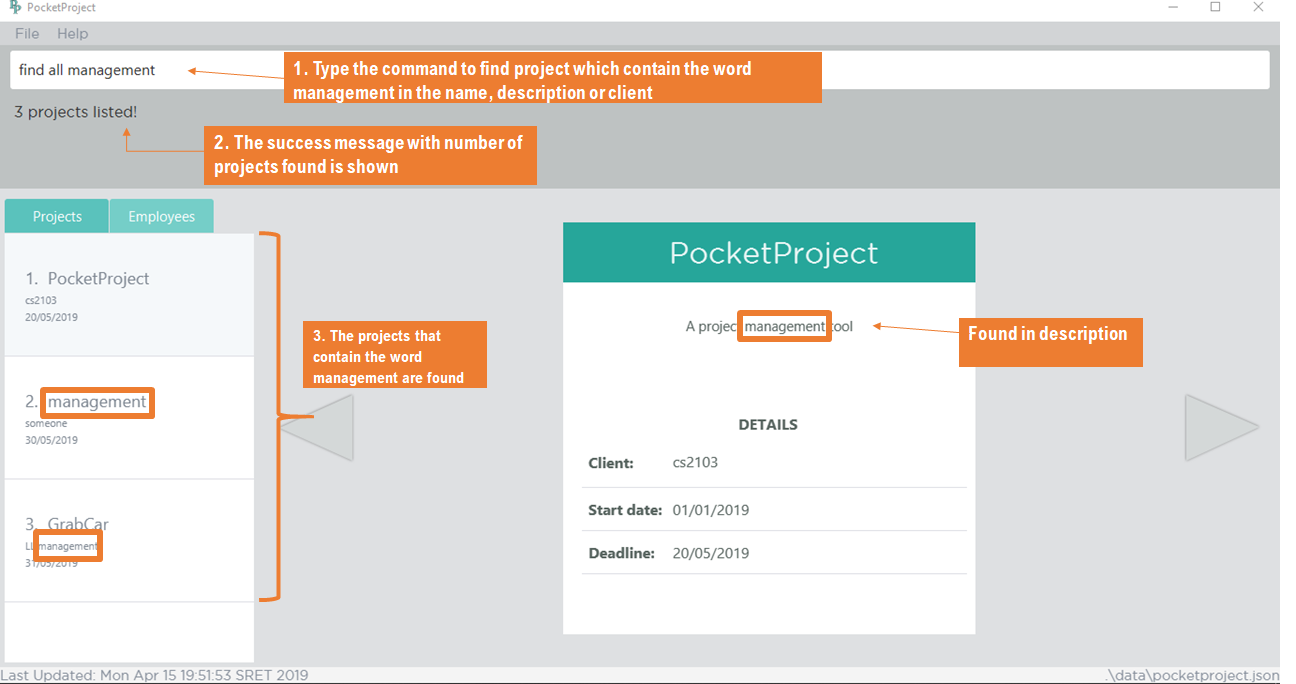 PocketProject
File Help
find all management
1. Type the command to find project which contain the word
management in the name, description or client
3 projects listed!
2. The success message with number of
projects found is shown
Projects Employees
1. PocketProject
cs2103
20/05/2019
2. management
someone
30/05/2019
3. GrabCar
LL management
31/05/2019
3. The projects that
contain the word
management are found
PocketProject
A project management tool
Found in description
DETAILS
Client: cs2103
Start date: 01/01/2019
Deadline: 20/05/2019
Last Updated: Mon Apr 15 19:51:53 SRET 2019
.\data\pocketproject.json